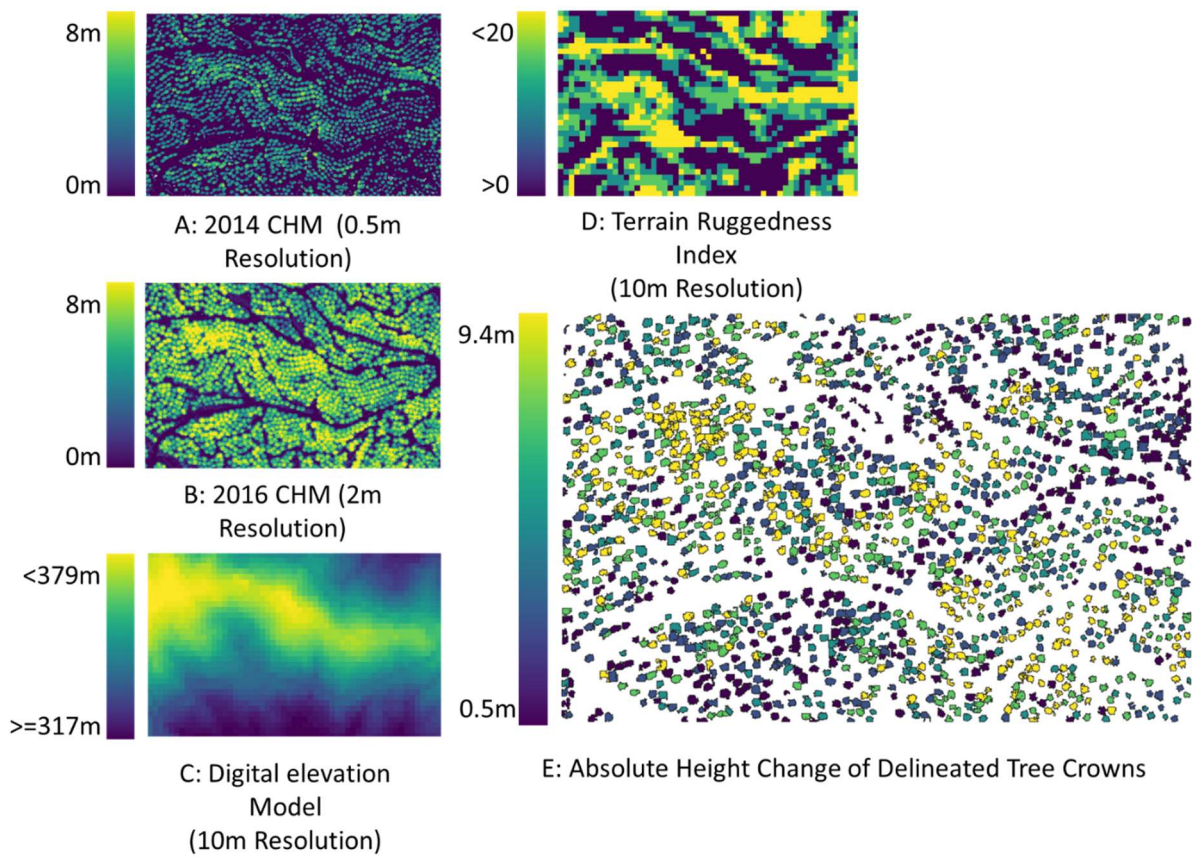 8m
0m
A: 2014 CHM (0.5m
Resolution)
8m
0m
B: 2016 CHM (2m
Resolution)
<379m
>=317m
C: Digital elevation
Model
(10m Resolution)
<20
>0
D: Terrain Ruggedness
Index
(10m Resolution)
9.4m
0.5m
E: Absolute Height Change of Delineated Tree Crowns